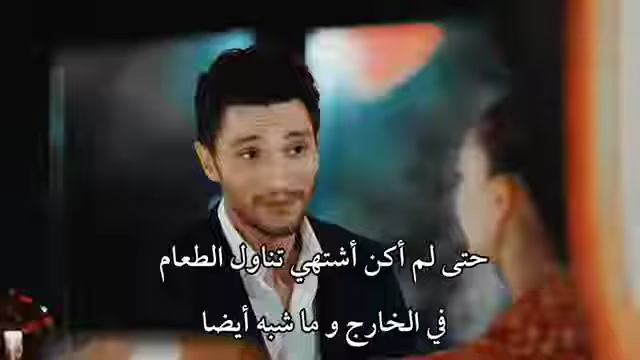 حتى لم أكن أشتهي تناول الطعام
في الخارج و ما شبه أيضا